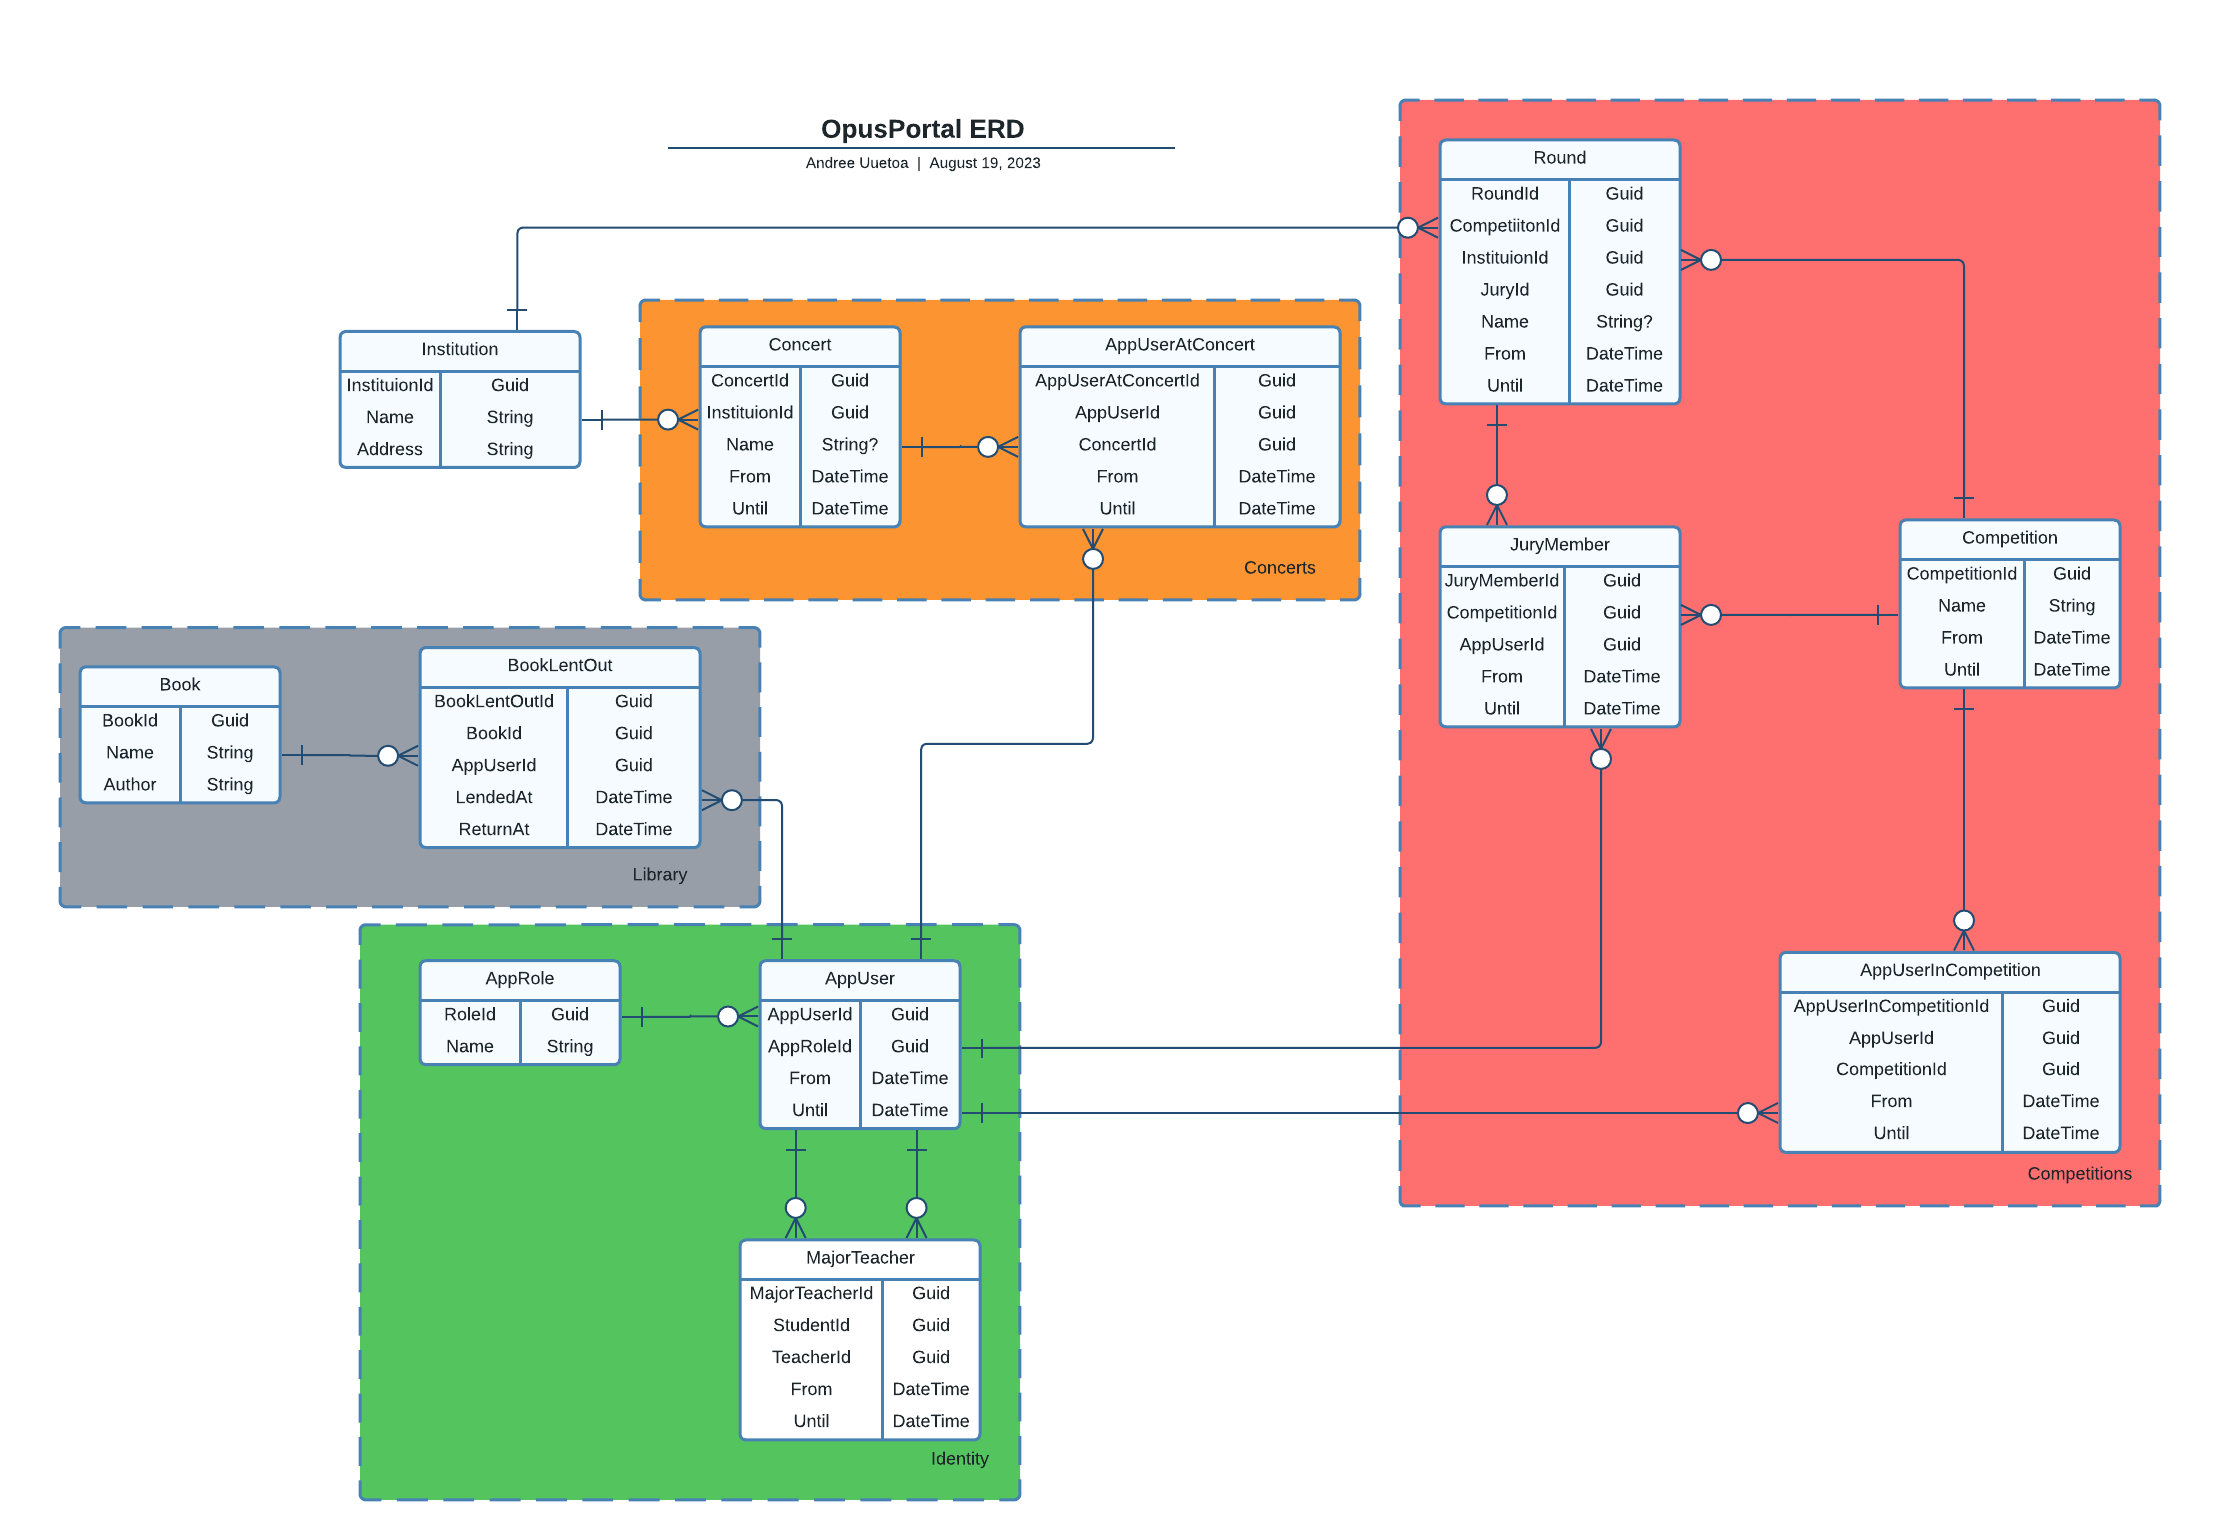 OpusPortal ERD
Andree Uuetoa | August 19, 2023
Round
RoundId Guid
CompetiitonId Guid
InstituionId Guid
JuryId Guid
Name String?
From DateTime
Until DateTime
Institution
InstituionId Guid
Name String
Address String
Concert
ConcertId Guid
InstituionId Guid
Name String?
From DateTime
Until DateTime
AppUserAtConcert
AppUserAtConcertId Guid
AppUserId Guid
ConcertId Guid
From DateTime
Until DateTime
Concerts
JuryMember
JuryMemberId Guid
CompetitionId Guid
AppUserId Guid
From DateTime
Until DateTime
Competition
CompetitionId Guid
Name String
From DateTime
Until DateTime
Book
BookId Guid
Name String
Author String
BookLentOut
BookLentOutId Guid
BookId Guid
AppUserId Guid
LendedAt DateTime
ReturnAt DateTime
Library
AppRole
RoleId Guid
Name String
AppUser
AppUserId Guid
AppRoleId Guid
From DateTime
Until DateTime
AppUserInCompetition
AppUserInCompetitionId Guid
AppUserId Guid
CompetitionId Guid
From DateTime
Until DateTime
Competitions
MajorTeacher
MajorTeacherId Guid
StudentId Guid
TeacherId Guid
From DateTime
Until DateTime
Identity